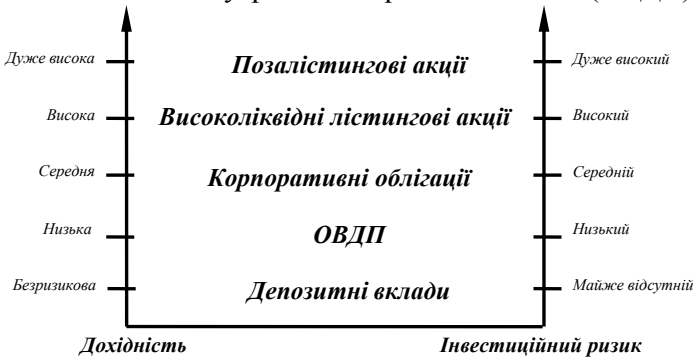 Дуже висока Позалістингові акції Дуже високий
Висока Високоліквідні лістингові акції Високий
Середня Корпоративні облігації Середній
Низька ОВДП Низький
Безризикова Депозитні вклади Майже відсутній
Дохідність Інвестиційний ризик